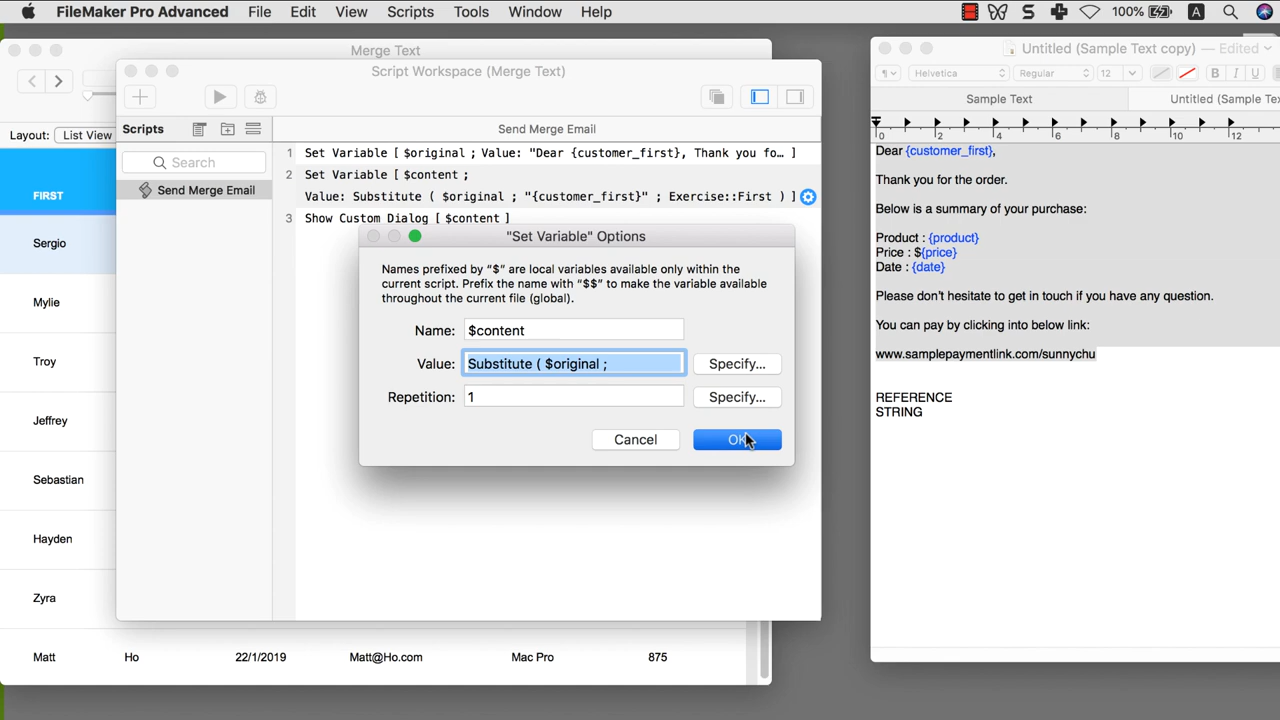 FileMaker Pro Advanced File Edit View Scripts Tools Window Help 100% A
Merge Text
Layout: List View
FIRST
Sergio
Mylie
Troy
Jeffrey
Sebastian
Hayden
Zyra
Matt Ho 22/1/2019 Matt@Ho.com Mac Pro 875
Script Workspace (Merge Text)
Scripts
Search
Send Merge Email
Send Merge Email
1 Set Variable [ $original ; Value: "Dear {customer_first}, Thank you fo… ]
2 Set Variable [ $content ;
Value: Substitute ( $original ; "{customer_first}" ; Exercise::First ) ]
3 Show Custom Dialog [ $content ]
"Set Variable" Options
Names prefixed by "$" are local variables available only within the
current script. Prefix the name with "$$" to make the variable available
throughout the current file (global).
Name: $content
Value: Substitute ( $original ; Specify...
Repetition: 1 Specify...
Cancel OK
Untitled (Sample Text copy) — Edited
¶ Helvetica Regular 12 B I U
Sample Text Untitled (Sample Te
0 2 4 6 8 10 12
Dear {customer_first},
Thank you for the order.
Below is a summary of your purchase:
Product : {product}
Price : ${price}
Date : {date}
Please don't hesitate to get in touch if you have any question.
You can pay by clicking into below link:
www.samplepaymentlink.com/sunnychu
REFERENCE
STRING